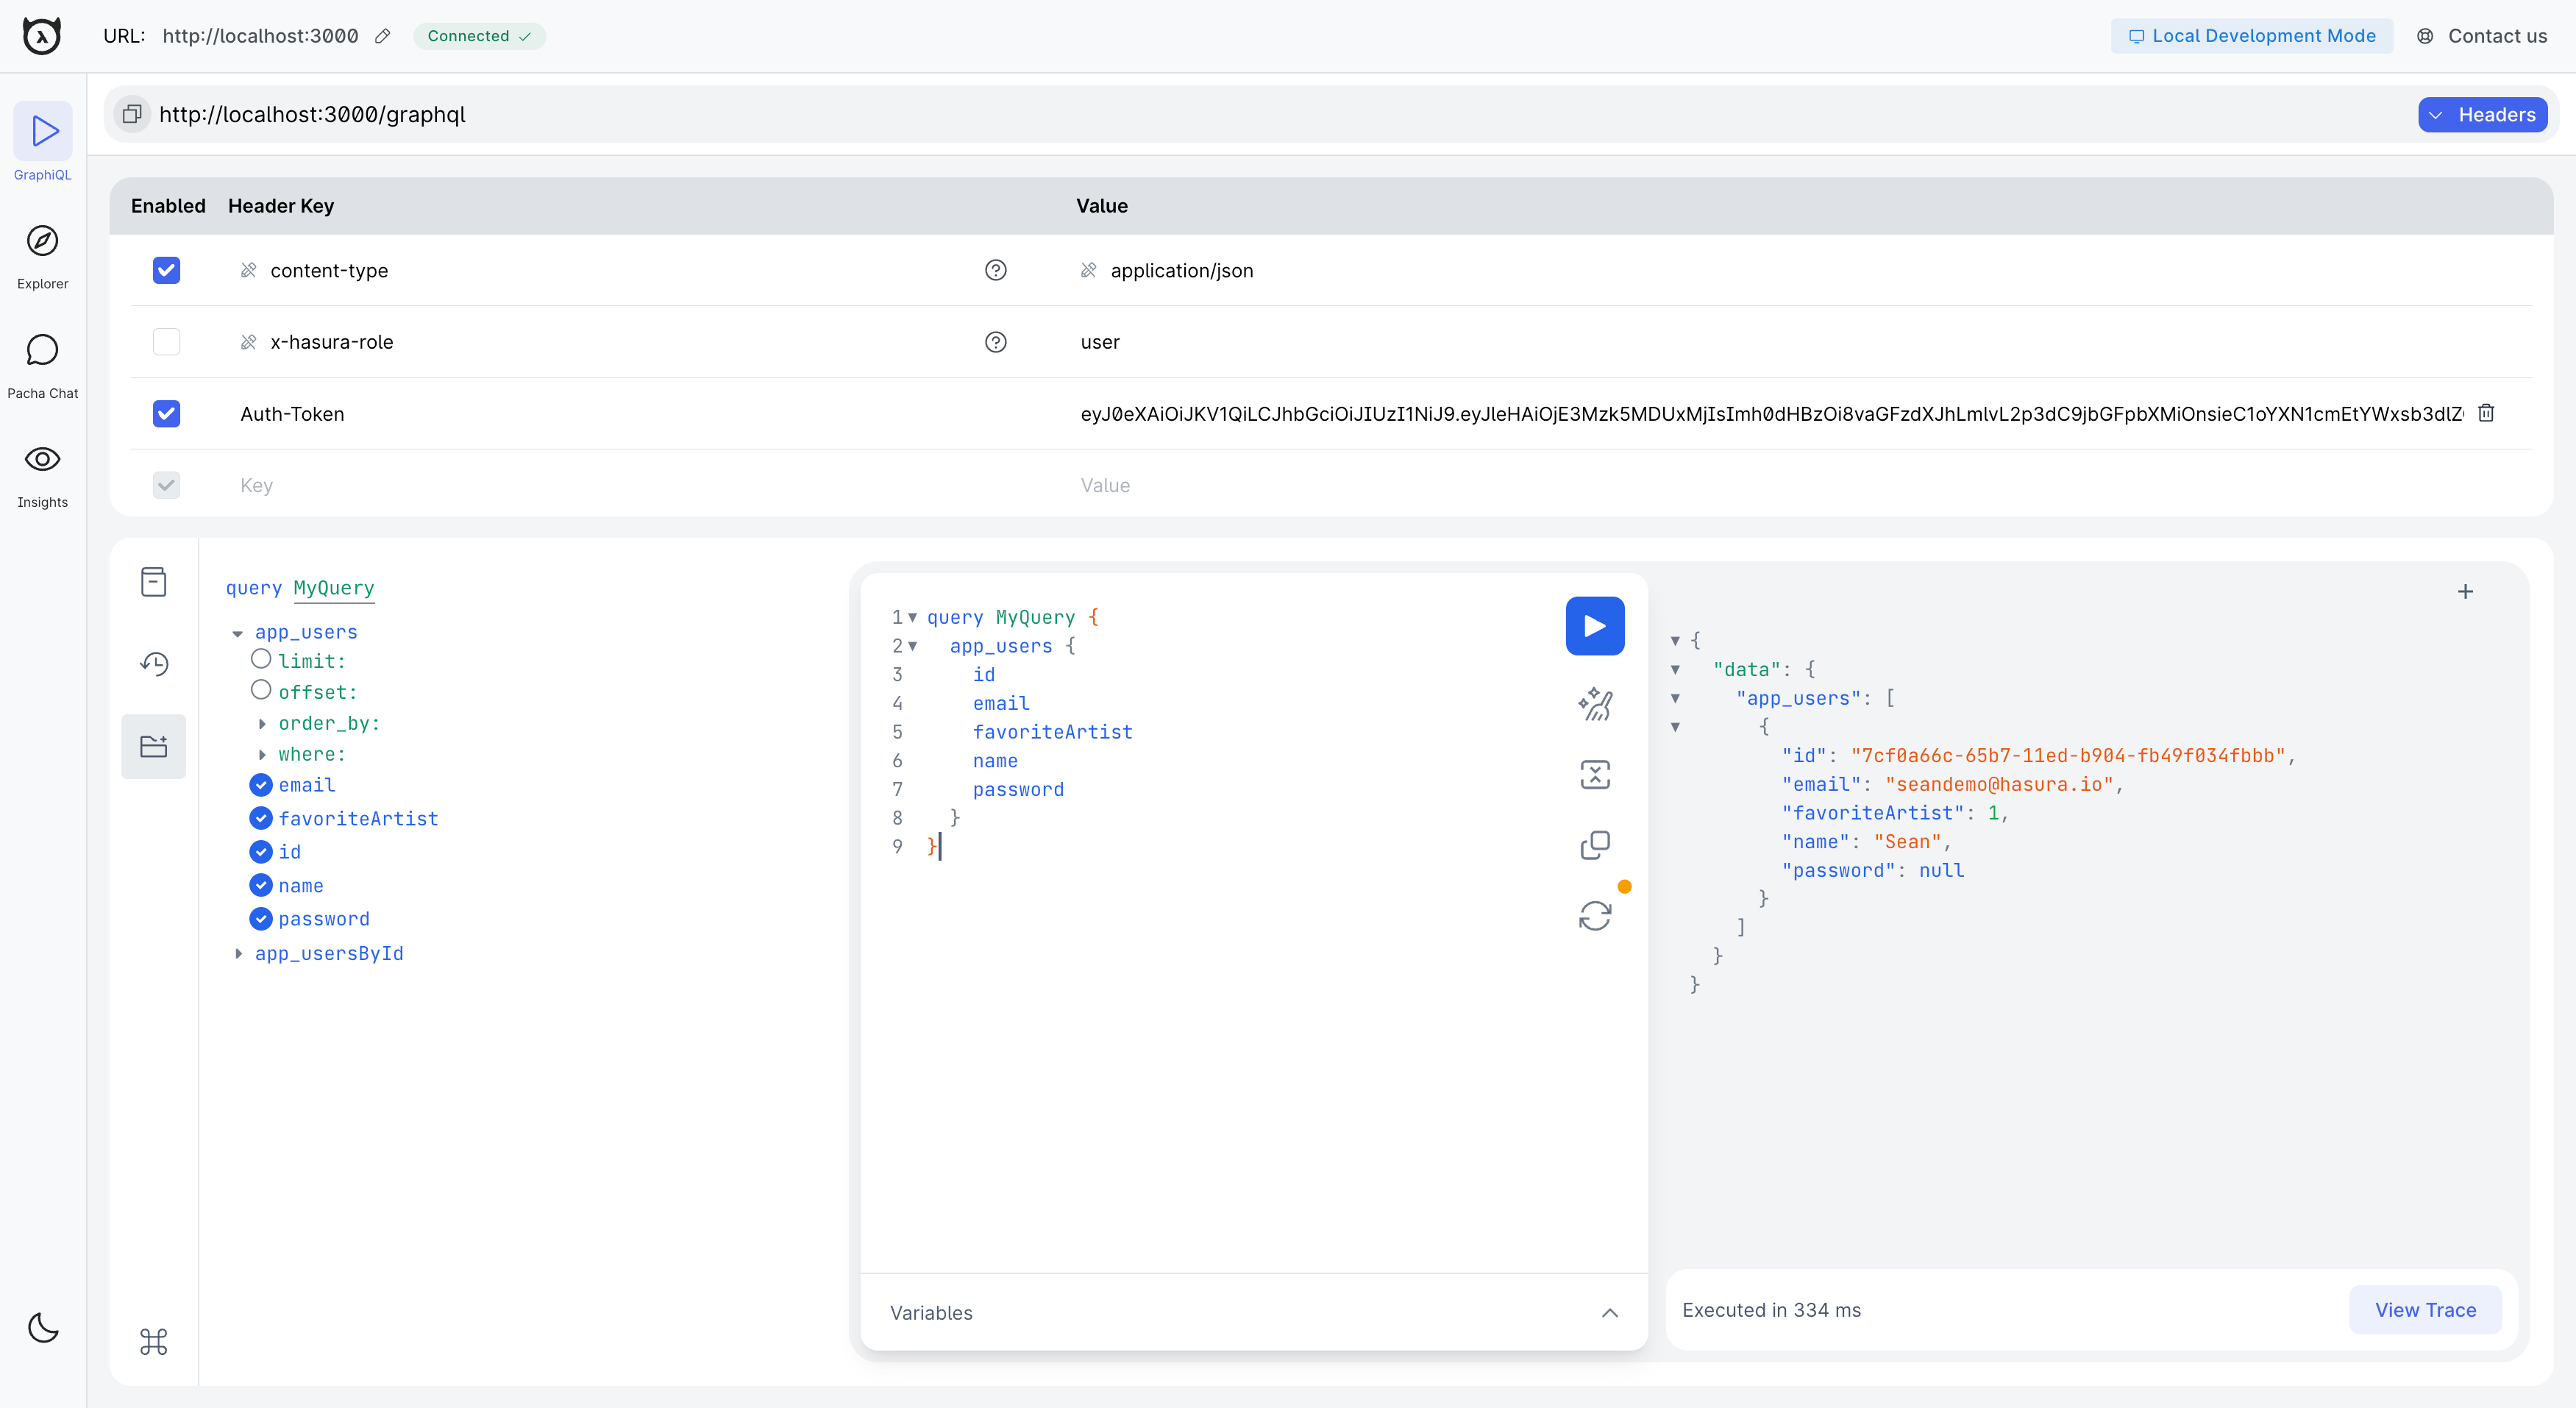 URL: http://localhost:3000 Connected Local Development Mode Contact us
http://localhost:3000/graphql Headers
GraphiQL
Explorer
Pacha Chat
Insights
Enabled Header Key Value
content-type application/json
x-hasura-role user
Auth-Token eyJ0eXAiOiJKV1QiLCJhbGciOiJIUzI1NiJ9.eyJleHAiOjE3Mzk5MDUxMjIsImh0dHBzOi8vaGFzdXJhLmlvL2p3dC9jbGFpbXMiOnsieC1oYXN1cmEtYWxsb3dlZ
Key Value
query MyQuery
app_users
limit:
offset:
order_by:
where:
email
favoriteArtist
id
name
password
app_usersById
1 query MyQuery {
2 app_users {
3 id
4 email
5 favoriteArtist
6 name
7 password
8 }
9 }
Variables
{
"data": {
"app_users": [
{
"id": "7cf0a66c-65b7-11ed-b904-fb49f034fbbb",
"email": "seandemo@hasura.io",
"favoriteArtist": 1,
"name": "Sean",
"password": null
}
]
}
}
Executed in 334 ms View Trace